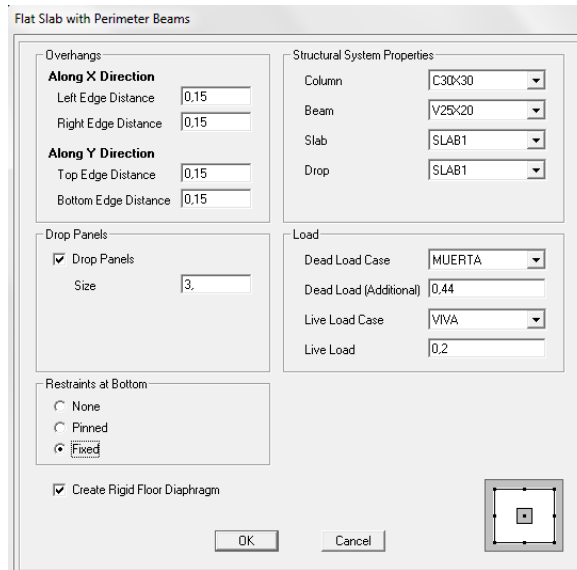 Flat Slab with Perimeter Beams
Overhangs
Along X Direction
Left Edge Distance 0,15
Right Edge Distance 0,15
Along Y Direction
Top Edge Distance 0,15
Bottom Edge Distance 0,15
Structural System Properties
Column C30X30
Beam V25X20
Slab SLAB1
Drop SLAB1
Drop Panels
Drop Panels
Size 3,
Load
Dead Load Case MUERTA
Dead Load (Additional) 0,44
Live Load Case VIVA
Live Load 0,2
Restraints at Bottom
None
Pinned
Fixed
Create Rigid Floor Diaphragm
OK Cancel